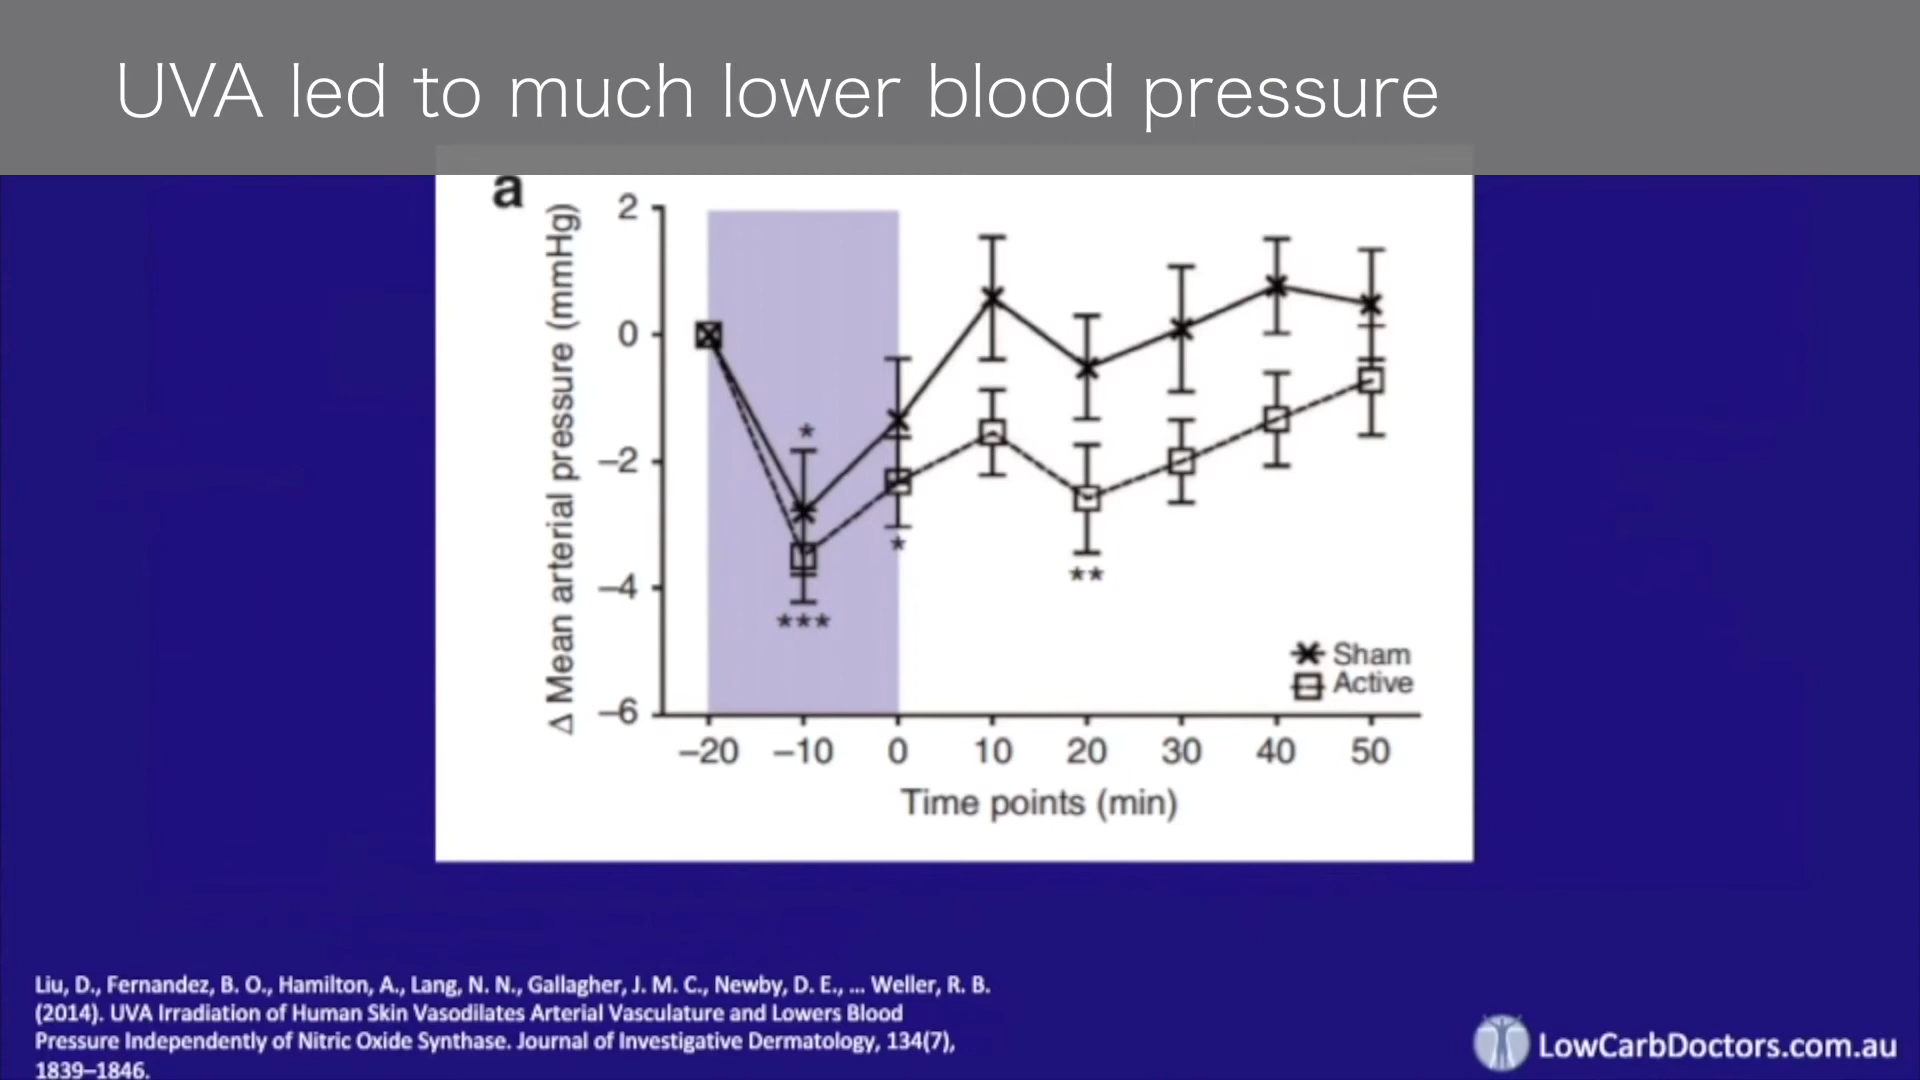 UVA led to much lower blood pressure
a
Δ Mean arterial pressure (mmHg)
2
0
–2
–4
–6
*
***
*
**
Sham
Active
–20 –10 0 10 20 30 40 50
Time points (min)
Liu, D., Fernandez, B. O., Hamilton, A., Lang, N. N., Gallagher, J. M. C., Newby, D. E., ... Weller, R. B.
(2014). UVA Irradiation of Human Skin Vasodilates Arterial Vasculature and Lowers Blood
Pressure Independently of Nitric Oxide Synthase. Journal of Investigative Dermatology, 134(7),
1839–1846.
LowCarbDoctors.com.au